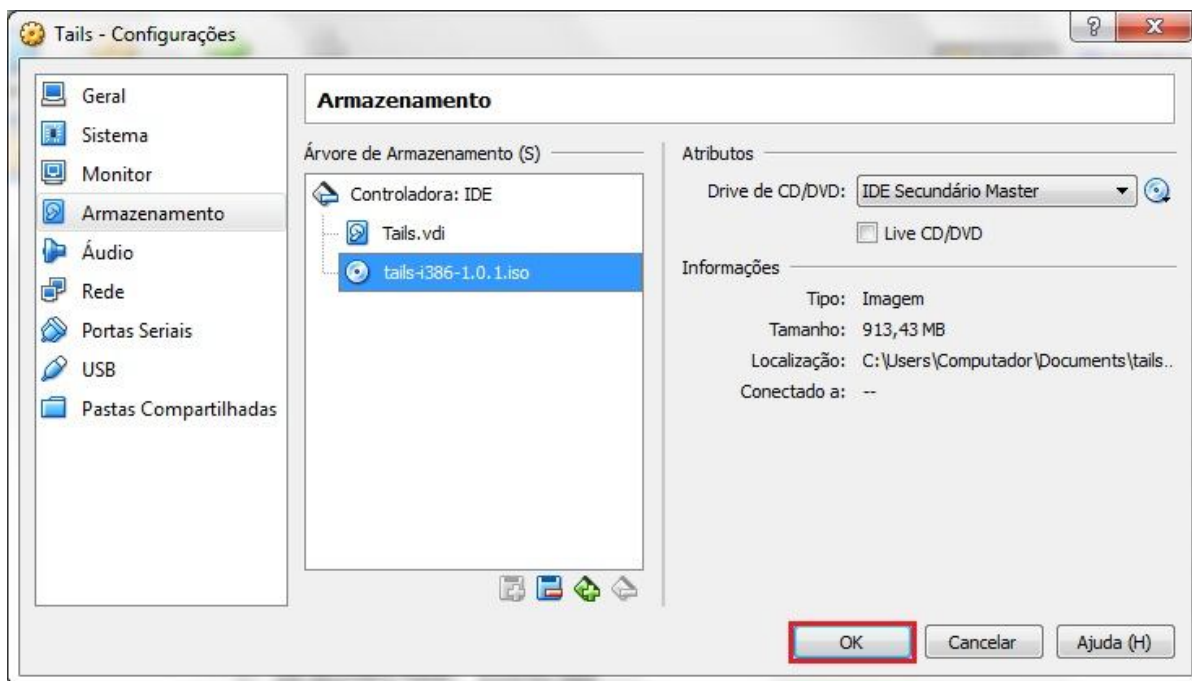 Tails - Configurações
Geral
Sistema
Monitor
Armazenamento
Áudio
Rede
Portas Seriais
USB
Pastas Compartilhadas
Armazenamento
Árvore de Armazenamento (S)
Controladora: IDE
Tails.vdi
tails-i386-1.0.1.iso
Atributos
Drive de CD/DVD: IDE Secundário Master
Live CD/DVD
Informações
Tipo: Imagem
Tamanho: 913,43 MB
Localização: C:\Users\Computador\Documents\tails..
Conectado a: --
OK Cancelar Ajuda (H)